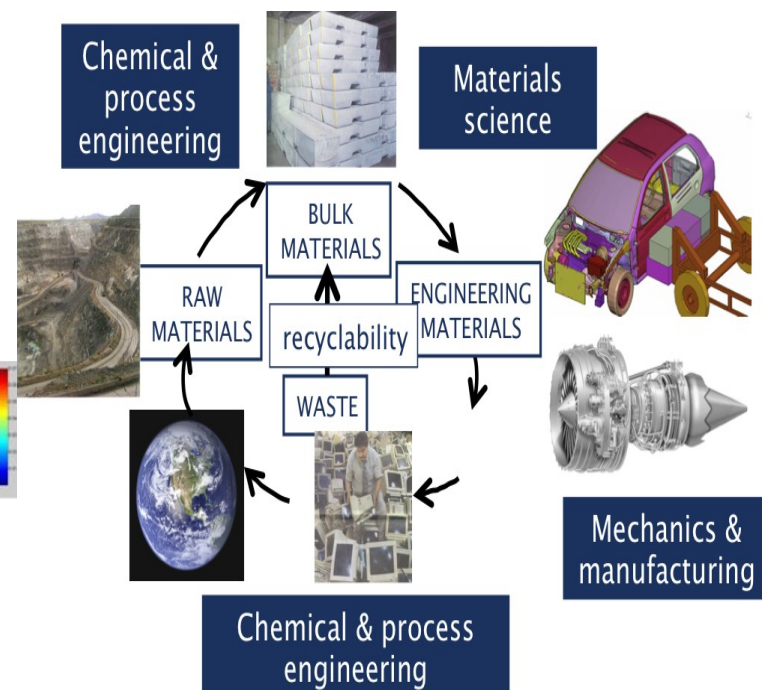 Chemical &
process
engineering
Materials
science
BULK
MATERIALS
RAW
MATERIALS
ENGINEERING
MATERIALS
recyclability
WASTE
Mechanics &
manufacturing
Chemical & process
engineering